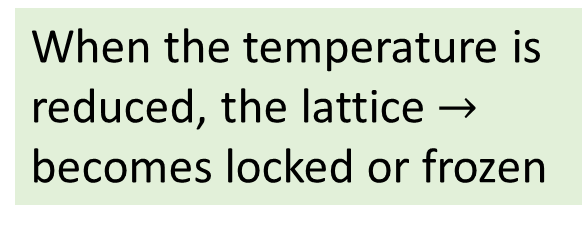 When the temperature is
reduced, the lattice →
becomes locked or frozen